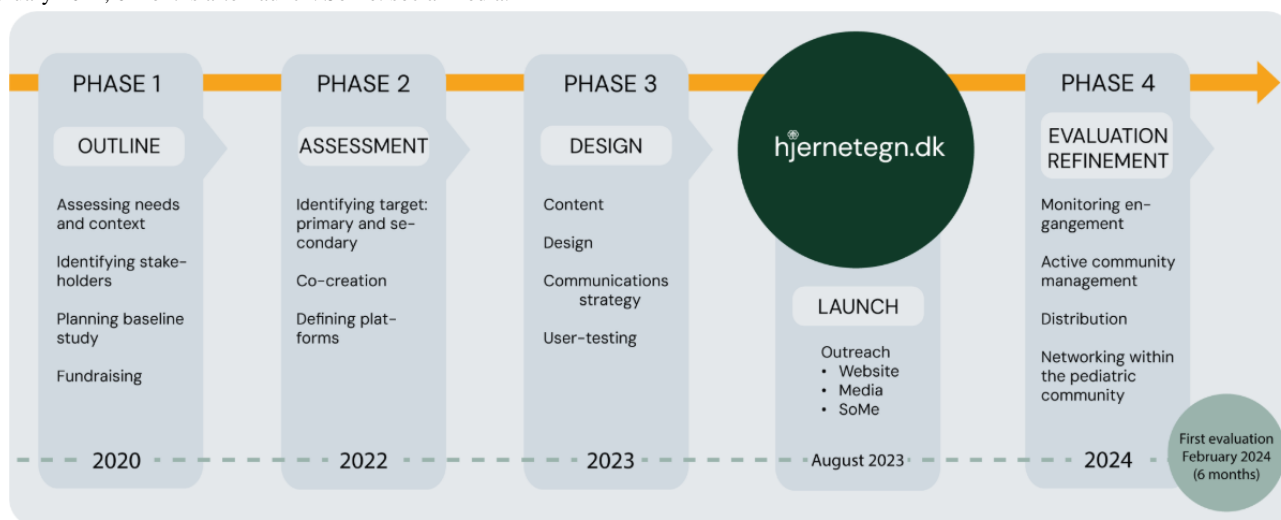 PHASE 1
OUTLINE
Assessing needs
and context
Identifying stake-
holders
Planning baseline
study
Fundraising
2020
PHASE 2
ASSESSMENT
Identifying target:
primary and se-
condary
Co-creation
Defining plat-
forms
2022
PHASE 3
DESIGN
Content
Design
Communications
strategy
User-testing
2023
hjernetegn.dk
LAUNCH
Outreach
• Website
• Media
• SoMe
August 2023
PHASE 4
EVALUATION
REFINEMENT
Monitoring en-
gangement
Active community
management
Distribution
Networking within
the pediatric
community
2024
First evaluation
February 2024
(6 months)